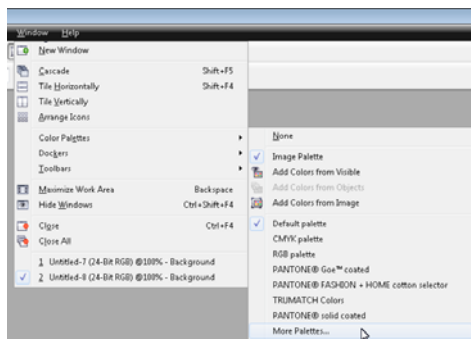 Window Help
New Window
Cascade Shift+F5
Tile Horizontally Shift+F4
Tile Vertically
Arrange Icons
Color Palettes
Dockers
Toolbars
Maximize Work Area Backspace
Hide Windows Ctrl+Shift+F4
Close Ctrl+F4
Close All
1 Untitled-7 (24-Bit RGB) @100% - Background
2 Untitled-8 (24-Bit RGB) @100% - Background
None
Image Palette
Add Colors from Visible
Add Colors from Objects
Add Colors from Image
Default palette
CMYK palette
RGB palette
PANTONE® Goe™ coated
PANTONE® FASHION + HOME cotton selector
TRUMATCH Colors
PANTONE® solid coated
More Palettes...